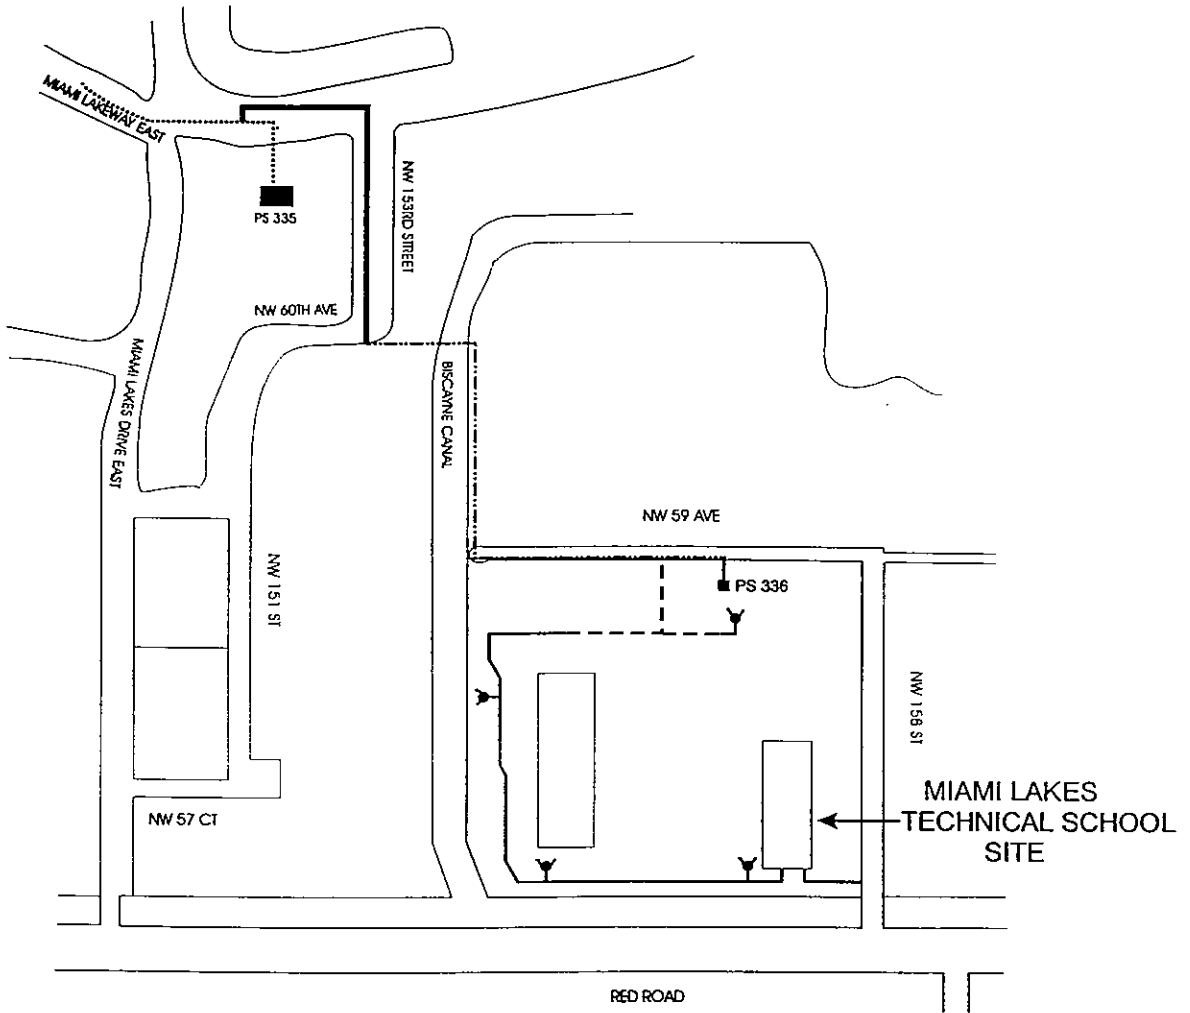 MIAMI LAKEWAY EAST
NW 153RD STREET
PS 335
NW 60TH AVE
MIAMI LAKES DRIVE EAST
BISCAYNE CANAL
NW 59 AVE
NW 151 ST
PS 336
NW 158 ST
MIAMI LAKES
TECHNICAL SCHOOL
SITE
NW 57 CT
RED ROAD